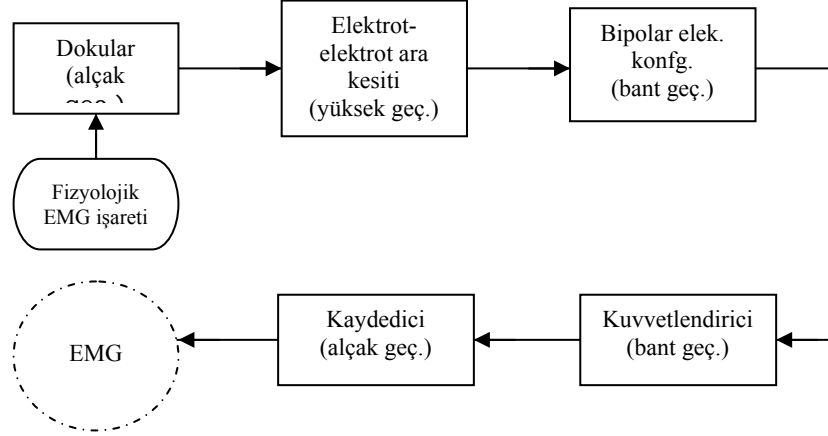 Dokular
(alçak
Elektrot-
elektrot ara
kesiti
(yüksek geç.)
Bipolar elek.
konfg.
(bant geç.)
Fizyolojik
EMG işareti
EMG
Kaydedici
(alçak geç.)
Kuvvetlendirici
(bant geç.)